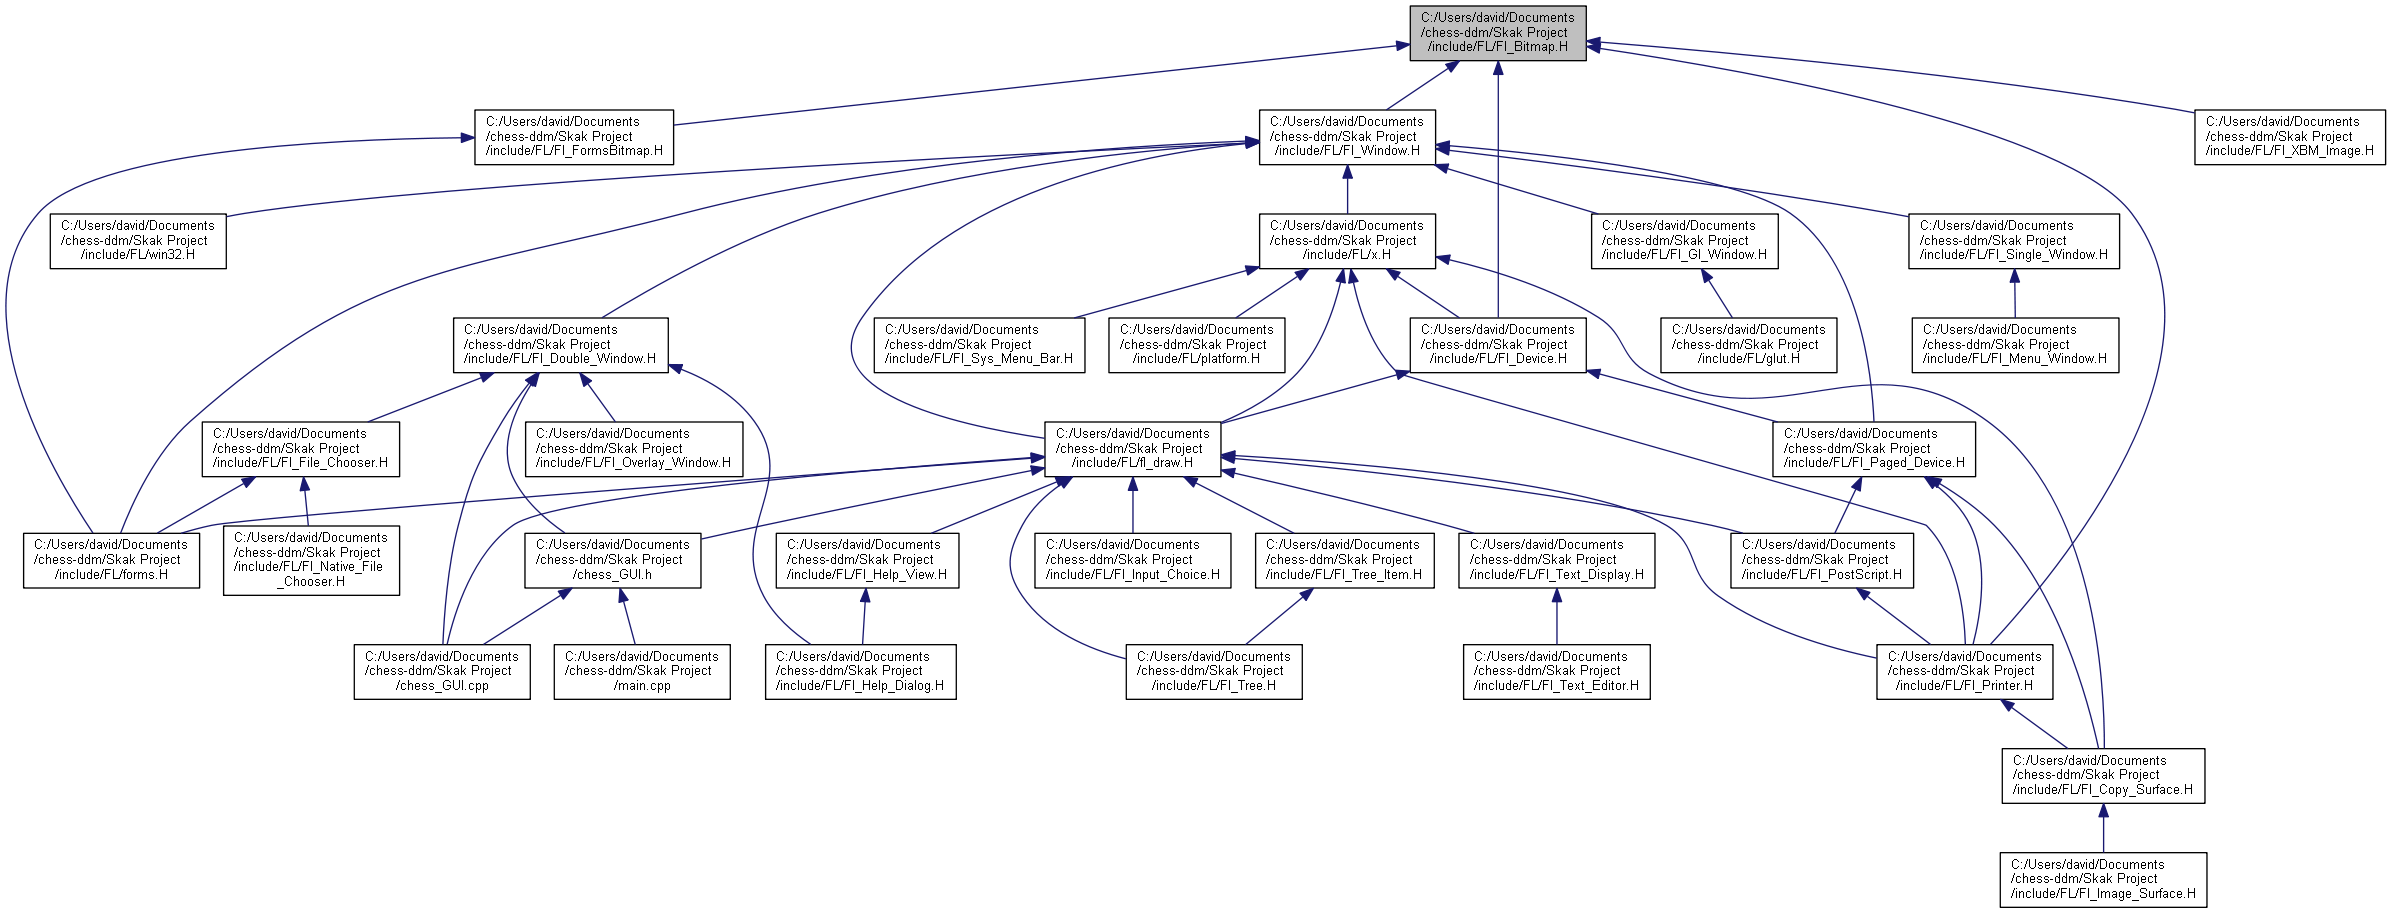 C:/Users/david/Documents
/chess-ddm/Skak Project
/include/FL/Fl_Bitmap.H
C:/Users/david/Documents
/chess-ddm/Skak Project
/include/FL/Fl_FormsBitmap.H
C:/Users/david/Documents
/chess-ddm/Skak Project
/include/FL/Fl_Window.H
C:/Users/david/Documents
/chess-ddm/Skak Project
/include/FL/Fl_XBM_Image.H
C:/Users/david/Documents
/chess-ddm/Skak Project
/include/FL/win32.H
C:/Users/david/Documents
/chess-ddm/Skak Project
/include/FL/x.H
C:/Users/david/Documents
/chess-ddm/Skak Project
/include/FL/Fl_Gl_Window.H
C:/Users/david/Documents
/chess-ddm/Skak Project
/include/FL/Fl_Single_Window.H
C:/Users/david/Documents
/chess-ddm/Skak Project
/include/FL/Fl_Double_Window.H
C:/Users/david/Documents
/chess-ddm/Skak Project
/include/FL/Fl_Sys_Menu_Bar.H
C:/Users/david/Documents
/chess-ddm/Skak Project
/include/FL/platform.H
C:/Users/david/Documents
/chess-ddm/Skak Project
/include/FL/Fl_Device.H
C:/Users/david/Documents
/chess-ddm/Skak Project
/include/FL/glut.H
C:/Users/david/Documents
/chess-ddm/Skak Project
/include/FL/Fl_Menu_Window.H
C:/Users/david/Documents
/chess-ddm/Skak Project
/include/FL/Fl_File_Chooser.H
C:/Users/david/Documents
/chess-ddm/Skak Project
/include/FL/Fl_Overlay_Window.H
C:/Users/david/Documents
/chess-ddm/Skak Project
/include/FL/fl_draw.H
C:/Users/david/Documents
/chess-ddm/Skak Project
/include/FL/Fl_Paged_Device.H
C:/Users/david/Documents
/chess-ddm/Skak Project
/include/FL/forms.H
C:/Users/david/Documents
/chess-ddm/Skak Project
/include/FL/Fl_Native_File
_Chooser.H
C:/Users/david/Documents
/chess-ddm/Skak Project
/chess_GUI.h
C:/Users/david/Documents
/chess-ddm/Skak Project
/include/FL/Fl_Help_View.H
C:/Users/david/Documents
/chess-ddm/Skak Project
/include/FL/Fl_Input_Choice.H
C:/Users/david/Documents
/chess-ddm/Skak Project
/include/FL/Fl_Tree_Item.H
C:/Users/david/Documents
/chess-ddm/Skak Project
/include/FL/Fl_Text_Display.H
C:/Users/david/Documents
/chess-ddm/Skak Project
/include/FL/Fl_PostScript.H
C:/Users/david/Documents
/chess-ddm/Skak Project
/chess_GUI.cpp
C:/Users/david/Documents
/chess-ddm/Skak Project
/main.cpp
C:/Users/david/Documents
/chess-ddm/Skak Project
/include/FL/Fl_Help_Dialog.H
C:/Users/david/Documents
/chess-ddm/Skak Project
/include/FL/Fl_Tree.H
C:/Users/david/Documents
/chess-ddm/Skak Project
/include/FL/Fl_Text_Editor.H
C:/Users/david/Documents
/chess-ddm/Skak Project
/include/FL/Fl_Printer.H
C:/Users/david/Documents
/chess-ddm/Skak Project
/include/FL/Fl_Copy_Surface.H
C:/Users/david/Documents
/chess-ddm/Skak Project
/include/FL/Fl_Image_Surface.H